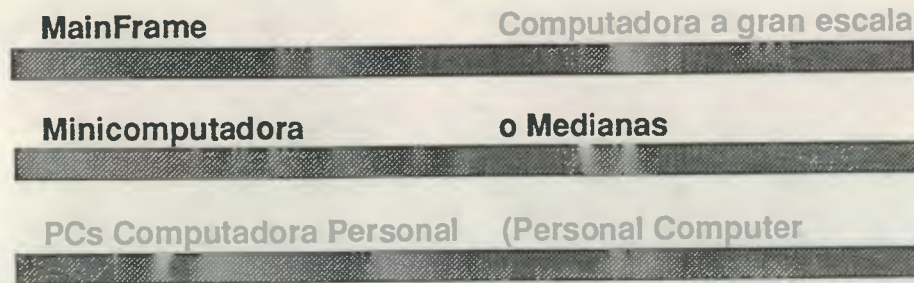 MainFrame Computadora a gran escala
Minicomputadora o Medianas
PCs Computadora Personal (Personal Computer